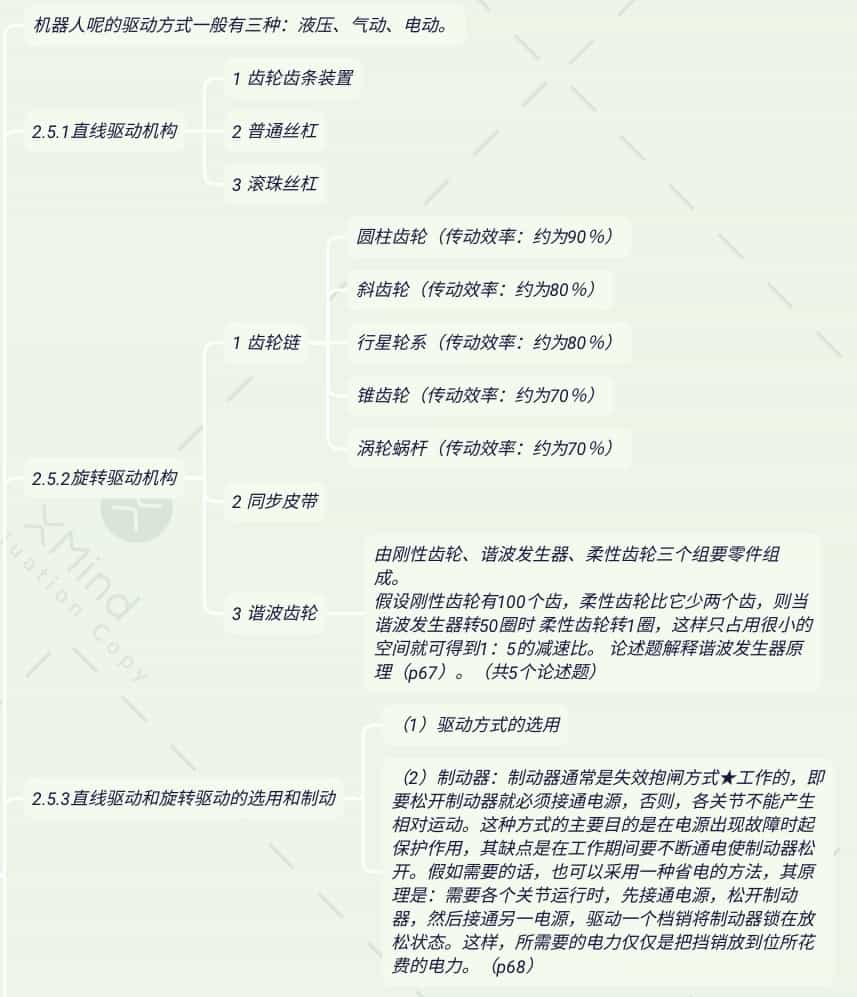 机器人呢的驱动方式一般有三种：液压、气动、电动。
2.5.1直线驱动机构
1 齿轮齿条装置
2 普通丝杠
3 滚珠丝杠
2.5.2旋转驱动机构
1 齿轮链
圆柱齿轮（传动效率：约为90％）
斜齿轮（传动效率：约为80％）
行星轮系（传动效率：约为80％）
锥齿轮（传动效率：约为70％）
涡轮蜗杆（传动效率：约为70％）
2 同步皮带
3 谐波齿轮
由刚性齿轮、谐波发生器、柔性齿轮三个组要零件组
成。
假设刚性齿轮有100个齿，柔性齿轮比它少两个齿，则当
谐波发生器转50圈时 柔性齿轮转1圈，这样只占用很小的
空间就可得到1：5的减速比。 论述题解释谐波发生器原
理（p67）。（共5个论述题）
2.5.3直线驱动和旋转驱动的选用和制动
（1）驱动方式的选用
（2）制动器：制动器通常是失效抱闸方式★工作的，即
要松开制动器就必须接通电源，否则，各关节不能产生
相对运动。这种方式的主要目的是在电源出现故障时起
保护作用，其缺点是在工作期间要不断通电使制动器松
开。假如需要的话，也可以采用一种省电的方法，其原
理是：需要各个关节运行时，先接通电源，松开制动
器，然后接通另一电源，驱动一个档销将制动器锁在放
松状态。这样，所需要的电力仅仅是把挡销放到位所花
费的电力。（p68）
XMind
uation Copy